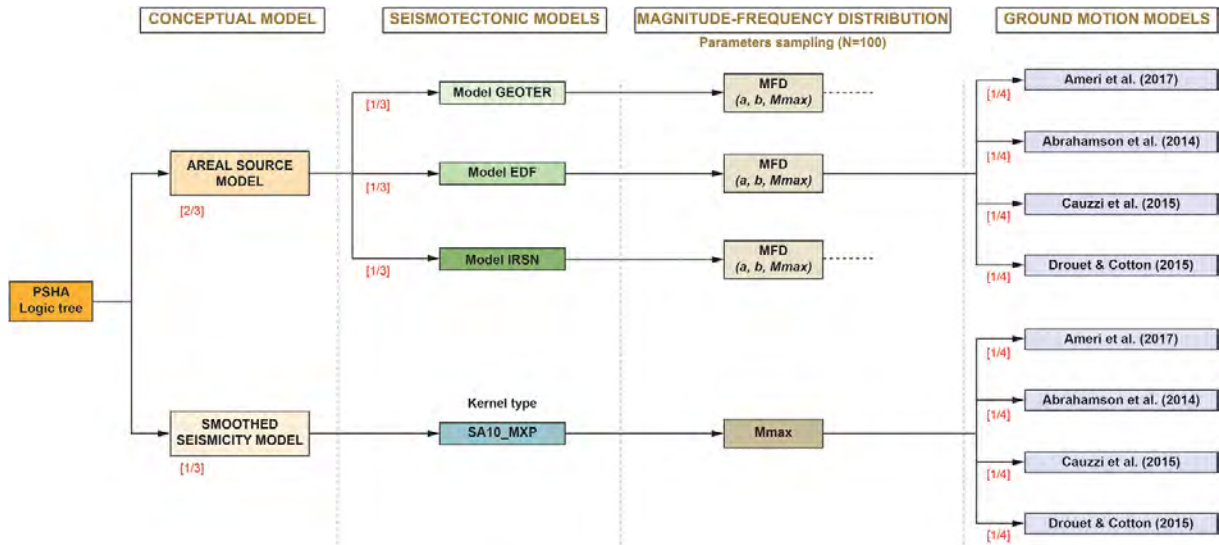 CONCEPTUAL MODEL
SEISMOTECTONIC MODELS
MAGNITUDE-FREQUENCY DISTRIBUTION
GROUND MOTION MODELS
Parameters sampling (N=100)
PSHA
Logic tree
AREAL SOURCE
MODEL
[2/3]
[1/3]
Model GEOTER
MFD
(a, b, Mmax)
[1/3]
Model EDF
MFD
(a, b, Mmax)
[1/3]
Model IRSN
MFD
(a, b, Mmax)
Ameri et al. (2017)
[1/4]
Abrahamson et al. (2014)
[1/4]
Cauzzi et al. (2015)
[1/4]
Drouet & Cotton (2015)
[1/4]
SMOOTHED
SEISMICITY MODEL
[1/3]
Kernel type
SA10_MXP
Mmax
Ameri et al. (2017)
[1/4]
Abrahamson et al. (2014)
[1/4]
Cauzzi et al. (2015)
[1/4]
Drouet & Cotton (2015)
[1/4]